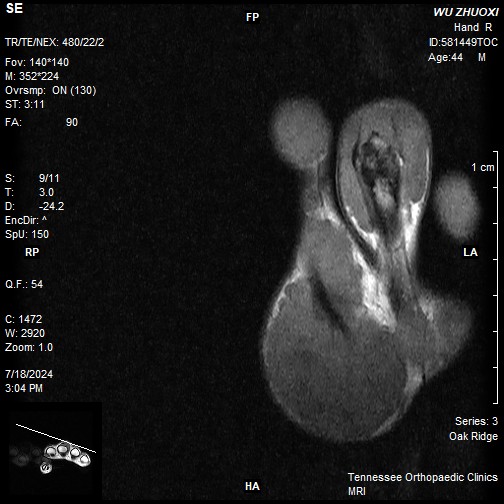 SE
FP
WU ZHUOXI
Hand R
ID:581449TOC
Age:44 M
TR/TE/NEX: 480/22/2
Fov: 140*140
M: 352*224
Ovrsmp: ON (130)
ST: 3:11
FA: 90
1 cm
S: 9/11
T: 3.0
D: -24.2
EncDir: ^
SpU: 150
RP
LA
Q.F.: 54
C: 1472
W: 2920
Zoom: 1.0
7/18/2024
3:04 PM
Series: 3
Oak Ridge
HA
Tennessee Orthopaedic Clinics
MRI